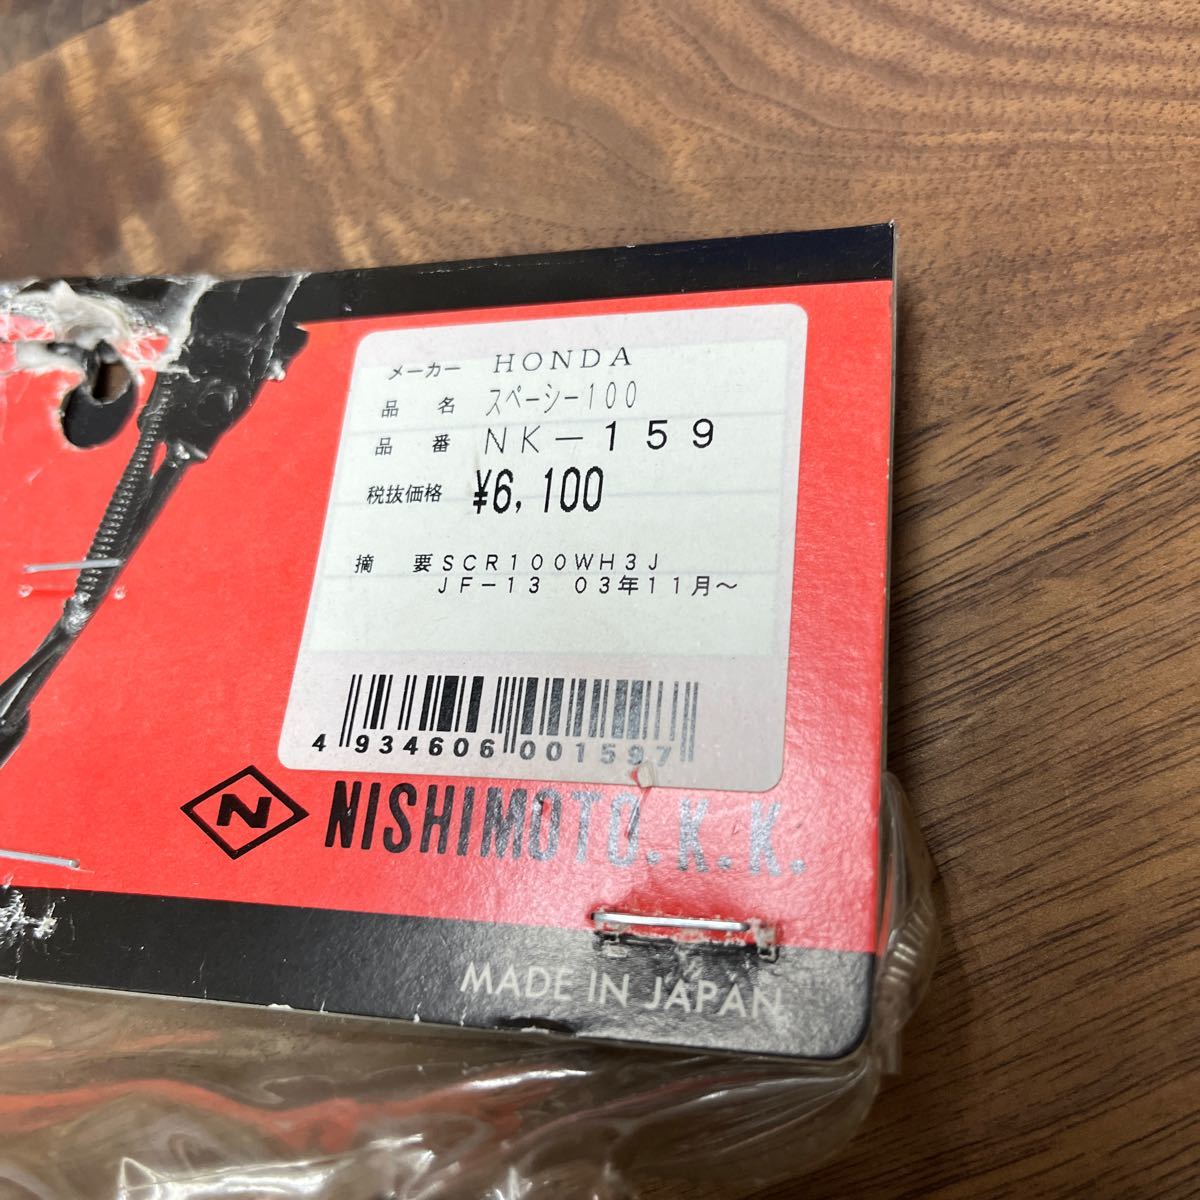 メーカー HONDA
品 名 スペーシー100
品 番 NK－159
税抜価格 ¥6,100
摘 要 SCR100WH3J
JF－13 03年11月～
4 934606 001597
N NISHIMOTO.K.K.
MADE IN JAPAN